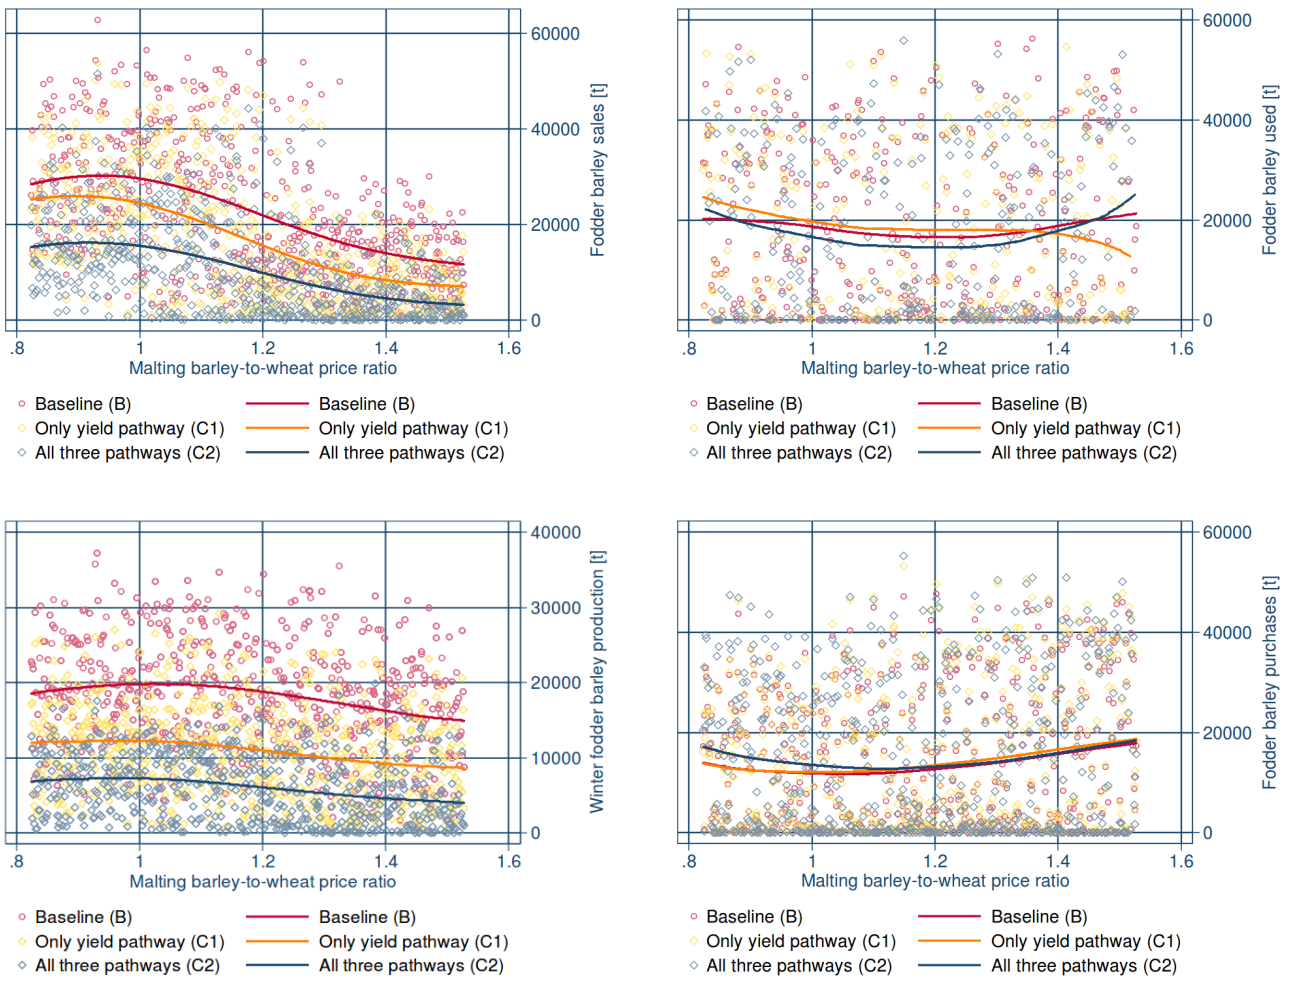 60000
40000
20000
0
Fodder barley sales [t]
.8 1 1.2 1.4 1.6
Malting barley-to-wheat price ratio
Baseline (B) Baseline (B)
Only yield pathway (C1) Only yield pathway (C1)
All three pathways (C2) All three pathways (C2)
60000
40000
20000
0
Fodder barley used [t]
.8 1 1.2 1.4 1.6
Malting barley-to-wheat price ratio
Baseline (B) Baseline (B)
Only yield pathway (C1) Only yield pathway (C1)
All three pathways (C2) All three pathways (C2)
40000
30000
20000
10000
0
Winter fodder barley production [t]
.8 1 1.2 1.4 1.6
Malting barley-to-wheat price ratio
Baseline (B) Baseline (B)
Only yield pathway (C1) Only yield pathway (C1)
All three pathways (C2) All three pathways (C2)
60000
40000
20000
0
Fodder barley purchases [t]
.8 1 1.2 1.4 1.6
Malting barley-to-wheat price ratio
Baseline (B) Baseline (B)
Only yield pathway (C1) Only yield pathway (C1)
All three pathways (C2) All three pathways (C2)